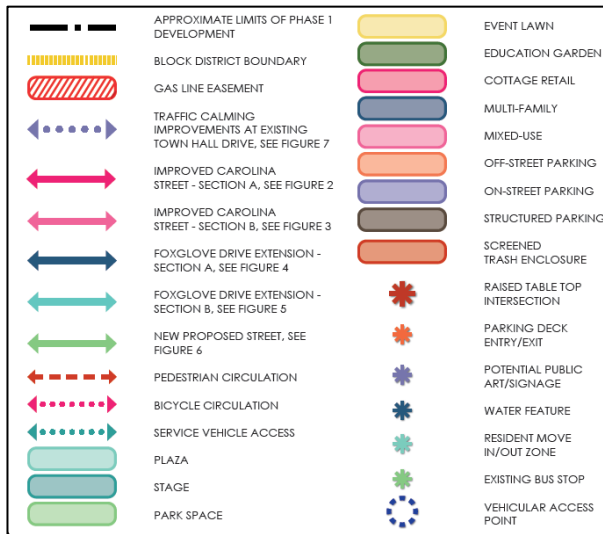 APPROXIMATE LIMITS OF PHASE 1
DEVELOPMENT
BLOCK DISTRICT BOUNDARY
GAS LINE EASEMENT
TRAFFIC CALMING
IMPROVEMENTS AT EXISTING
TOWN HALL DRIVE, SEE FIGURE 7
IMPROVED CAROLINA
STREET - SECTION A, SEE FIGURE 2
IMPROVED CAROLINA
STREET - SECTION B, SEE FIGURE 3
FOXGLOVE DRIVE EXTENSION -
SECTION A, SEE FIGURE 4
FOXGLOVE DRIVE EXTENSION -
SECTION B, SEE FIGURE 5
NEW PROPOSED STREET, SEE
FIGURE 6
PEDESTRIAN CIRCULATION
BICYCLE CIRCULATION
SERVICE VEHICLE ACCESS
PLAZA
STAGE
PARK SPACE
EVENT LAWN
EDUCATION GARDEN
COTTAGE RETAIL
MULTI-FAMILY
MIXED-USE
OFF-STREET PARKING
ON-STREET PARKING
STRUCTURED PARKING
SCREENED
TRASH ENCLOSURE
RAISED TABLE TOP
INTERSECTION
PARKING DECK
ENTRY/EXIT
POTENTIAL PUBLIC
ART/SIGNAGE
WATER FEATURE
RESIDENT MOVE
IN/OUT ZONE
EXISTING BUS STOP
VEHICULAR ACCESS
POINT